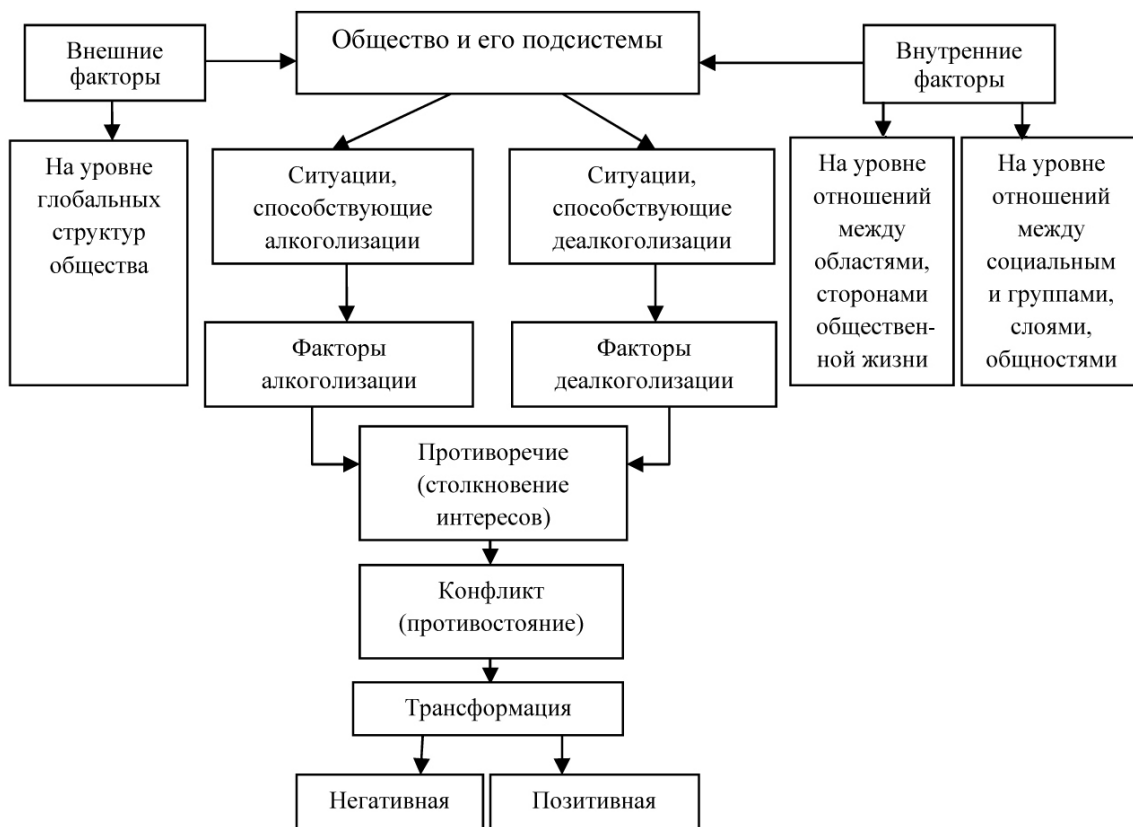 Внешние
факторы
Общество и его подсистемы
Внутренние
факторы
На уровне
глобальных
структур
общества
Ситуации,
способствующие
алкоголизации
Ситуации,
способствующие
деалкоголизации
На уровне
отношений
между
областями,
сторонами
обществен-
ной жизни
На уровне
отношений
между
социальным
и группами,
слоями,
общностями
Факторы
алкоголизации
Факторы
деалкоголизации
Противоречие
(столкновение
интересов)
Конфликт
(противостояние)
Трансформация
Негативная
Позитивная